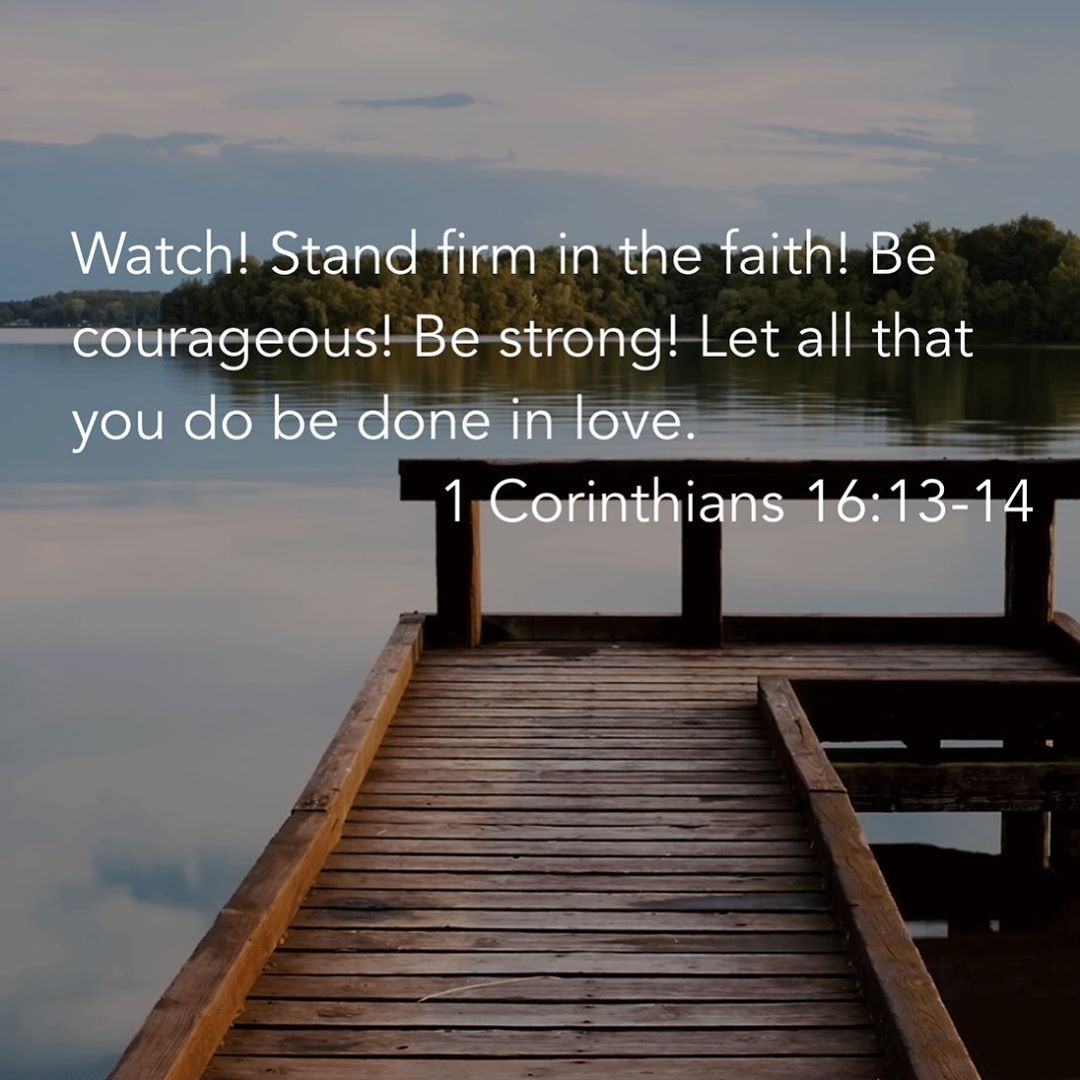 Watch! Stand firm in the faith! Be
courageous! Be strong! Let all that
you do be done in love.
1 Corinthians 16:13-14